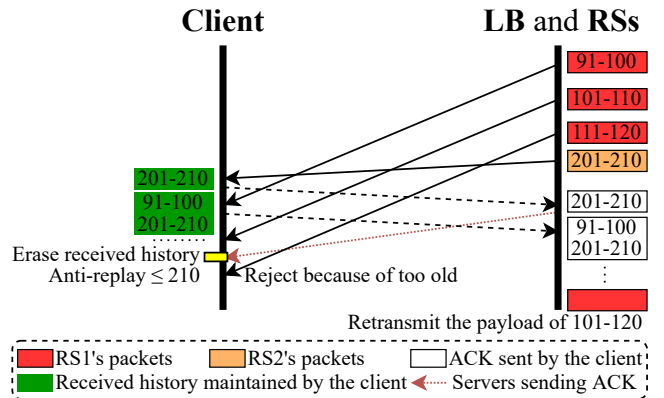 Client
LB and RSs
91-100
101-110
111-120
201-210
201-210
201-210
91-100
91-100
201-210
201-210
Erase received history
Anti-replay ≤ 210
Reject because of too old
Retransmit the payload of 101-120
RS1's packets
RS2's packets
ACK sent by the client
Received history maintained by the client
Servers sending ACK